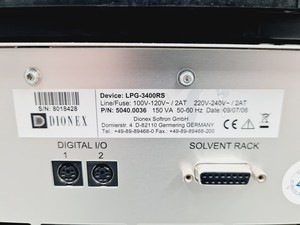 Device: LPG-3400RS
Line/Fuse: 100V-120V~ / 2AT 220V-240V~ / 2AT
P/N: 5040.0036 150 VA 50-60 Hz Date: 09/07/06
DIONEX
S/N: 8018428
Dionex Softron GmbH
Dornierstr. 4 D-82110 Germering GERMANY
Tel: +49-89-89468-0 Fax: +49-89-89468-200
DIGITAL I/O
1 2
SOLVENT RACK